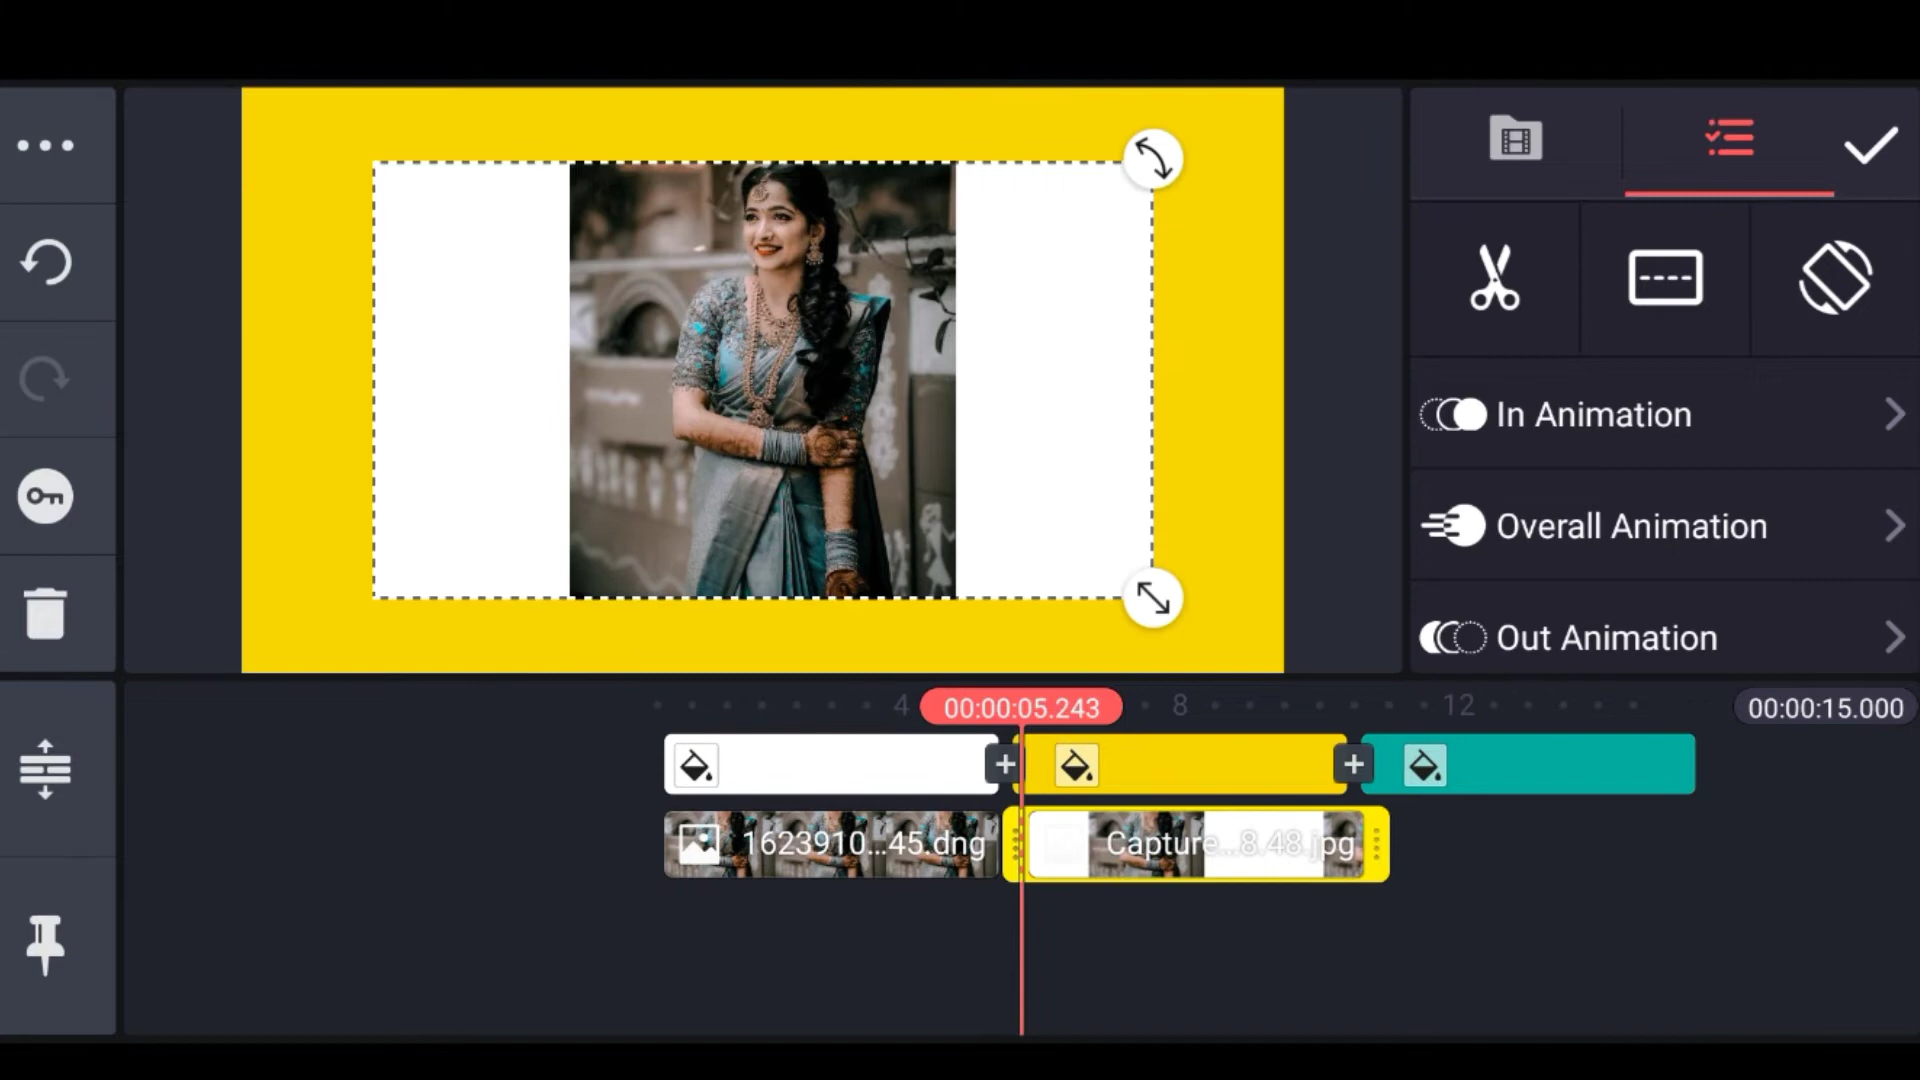 In Animation
Overall Animation
Out Animation
4
00:00:05.243
8
12
00:00:15.000
1623910...45.dng
Capture...8.48.jpg